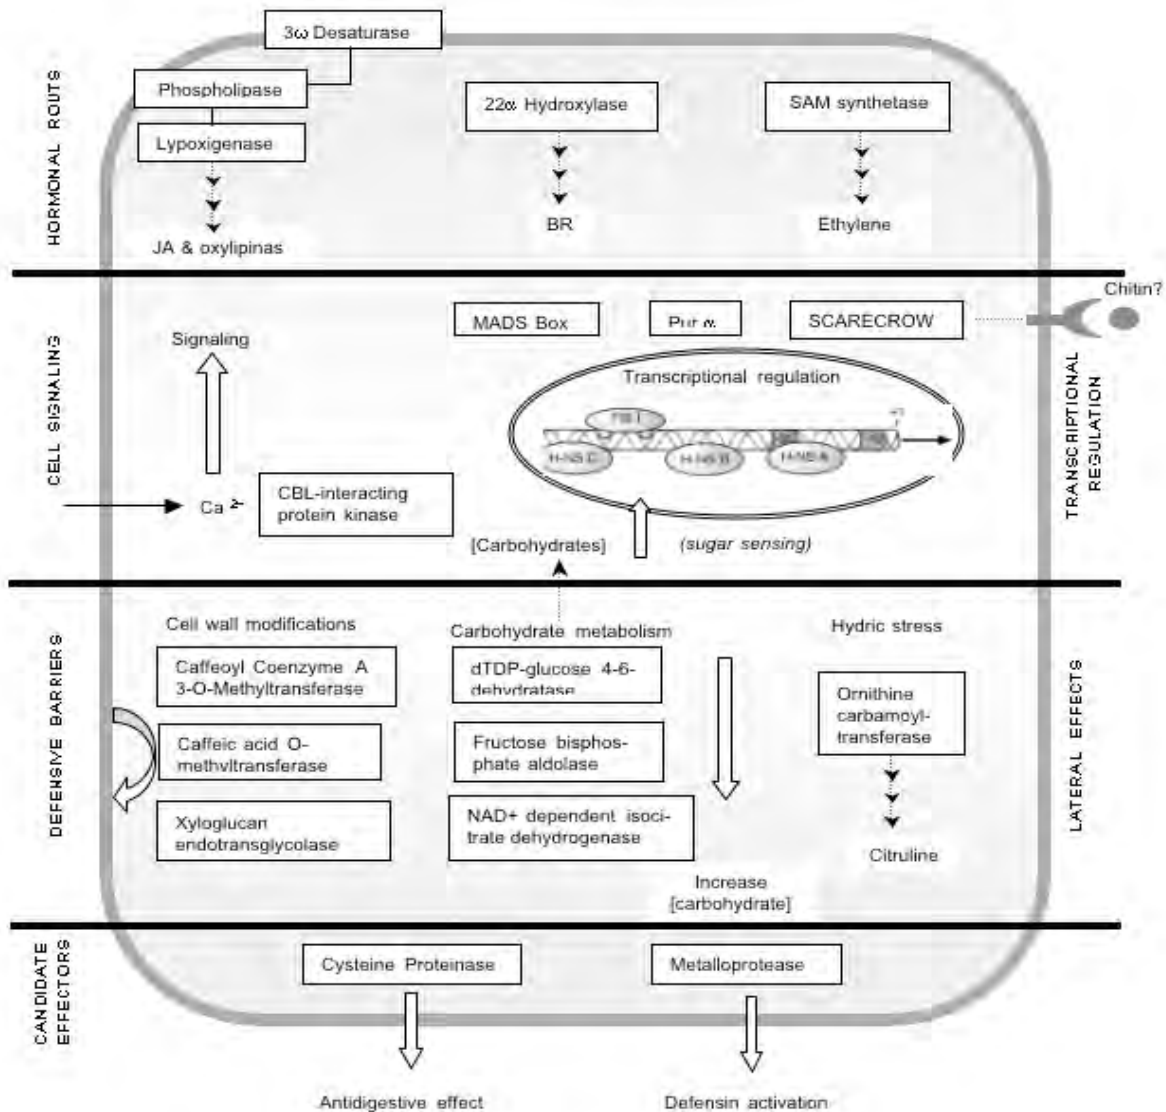 3ω Desaturase
Phospholipase
Lypoxigenase
JA & oxylipinas
22α Hydroxylase
BR
SAM synthetase
Ethylene
HORMONAL ROUTS
CELL SIGNALING
Signaling
Ca 2-
CBL-interacting
protein kinase
MADS Box
Pur α
SCARECROW
Chitin?
Transcriptional regulation
H-NS C
H-NS B
H-NS A
[Carbohydrates]
(sugar sensing)
TRANSCRIPTIONAL
REGULATION
DEFENSIVE BARRIERS
Cell wall modifications
Caffeoyl Coenzyme A
3-O-Methyltransferase
Caffeic acid O-
methyltransferase
Xyloglucan
endotransglycolase
Carbohydrate metabolism
dTDP-glucose 4-6-
dehydratase
Fructose bisphos-
phate aldolase
NAD+ dependent isoci-
trate dehydrogenase
Increase
[carbohydrate]
Hydric stress
Ornithine
carbamoyl-
transferase
Citruline
LATERAL EFFECTS
CANDIDATE
EFFECTORS
Cysteine Proteinase
Antidigestive effect
Metalloprotease
Defensin activation